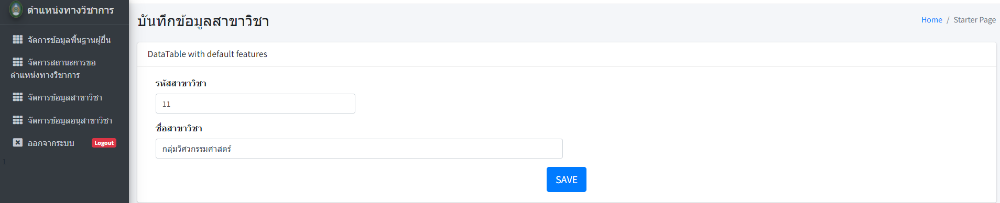 ตำแหน่งทางวิชาการ
จัดการข้อมูลพื้นฐานผู้ยื่น
จัดการสถานะการขอ
ตำแหน่งทางวิชาการ
จัดการข้อมูลสาขาวิชา
จัดการข้อมูลอนุสาขาวิชา
ออกจากระบบ Logout
1
บันทึกข้อมูลสาขาวิชา
Home / Starter Page
DataTable with default features
รหัสสาขาวิชา
11
ชื่อสาขาวิชา
กลุ่มวิศวกรรมศาสตร์
SAVE